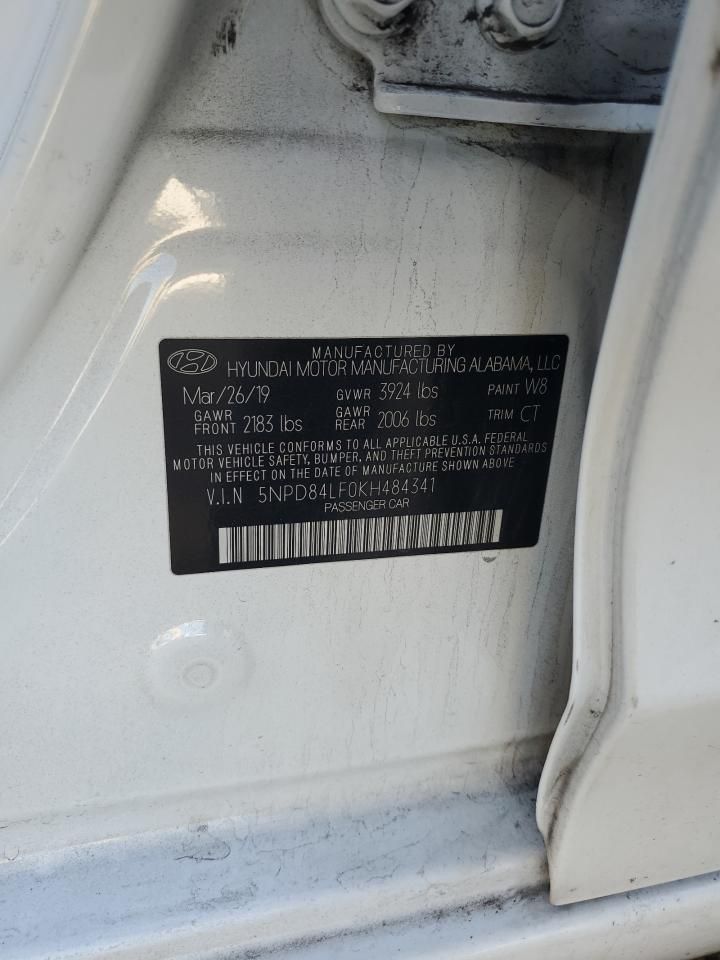 MANUFACTURED BY
HYUNDAI MOTOR MANUFACTURING ALABAMA, LLC
Mar/26/19 GVWR 3924 lbs PAINT W8
GAWR FRONT 2183 lbs GAWR REAR 2006 lbs TRIM CT
THIS VEHICLE CONFORMS TO ALL APPLICABLE U.S.A. FEDERAL
MOTOR VEHICLE SAFETY, BUMPER, AND THEFT PREVENTION STANDARDS
IN EFFECT ON THE DATE OF MANUFACTURE SHOWN ABOVE
V.I.N 5NPD84LF0KH484341
PASSENGER CAR